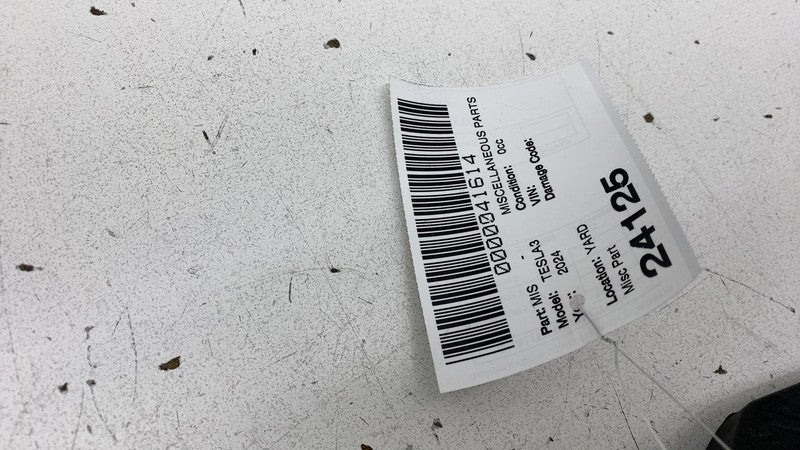 0000041614
MISCELLANEOUS PARTS
Part: MIS 0cc
Model: TESLA3 Condition:
2024 VIN:
Damage Code:
Location: YARD
Misc Part
24125